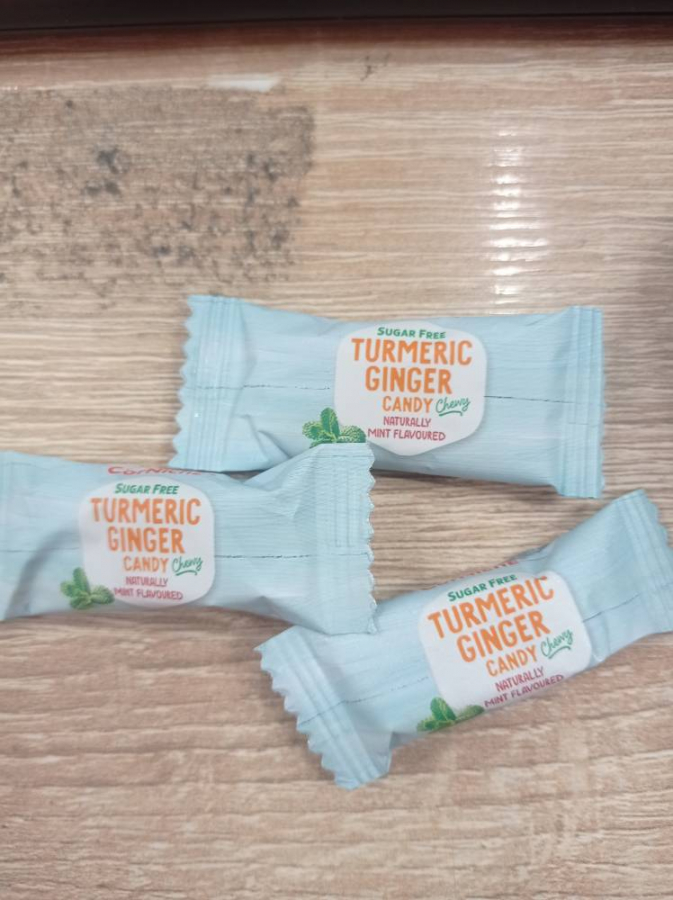 SUGAR FREE
TURMERIC
GINGER
CANDY Chewy
NATURALLY
MINT FLAVOURED
SUGAR FREE
TURMERIC
GINGER
CANDY Chewy
NATURALLY
MINT FLAVOURED
SUGAR FREE
TURMERIC
GINGER
CANDY Chewy
NATURALLY
MINT FLAVOURED